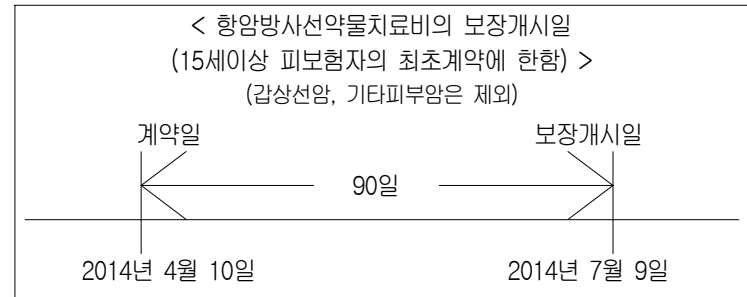 < 항암방사선약물치료비의 보장개시일
(15세이상 피보험자의 최초계약에 한함) >
(갑상선암, 기타피부암은 제외)
계약일 보장개시일
90일
2014년 4월 10일 2014년 7월 9일